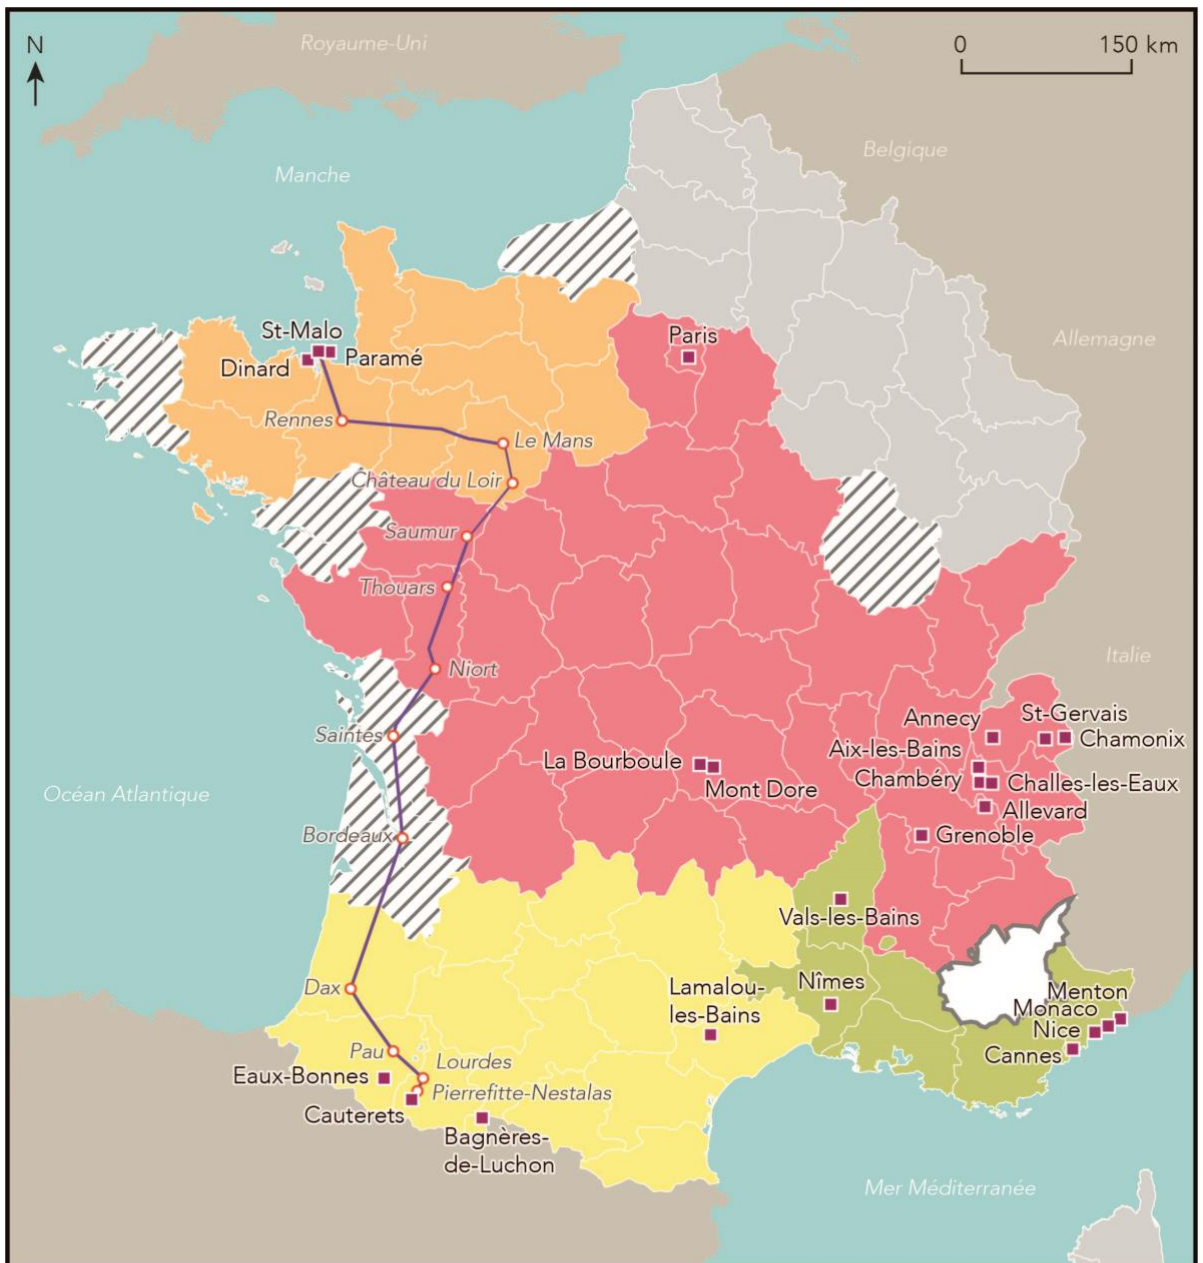 Royaume-Uni
N
0 150 km
Belgique
Manche
Allemagne
St-Malo
Paris
Dinard
Paramé
Rennes
Le Mans
Château du Loir
Saumur
Thouars
Italie
Niort
Annecy
St-Gervais
Saintes
Aix-les-Bains
Chamonix
La Bourboule
Chambéry
Challes-les-Eaux
Mont Dore
Océan Atlantique
Allevard
Bordeaux
Grenoble
Vals-les-Bains
Dax
Lamalou-
les-Bains
Nîmes
Menton
Monaco
Nice
Cannes
Pau
Lourdes
Eaux-Bonnes
Pierrefitte-Nestalas
Cauterets
Bagnères-
de-Luchon
Mer Méditerranée